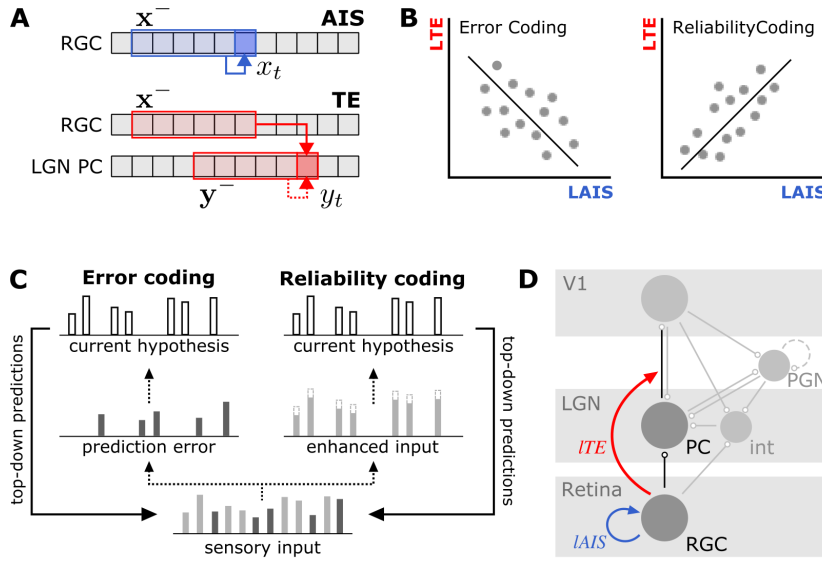 A
x⁻
AIS
RGC
xₜ
x⁻
TE
RGC
LGN PC
y⁻
yₜ
B
LTE
Error Coding
LAIS
LTE
ReliabilityCoding
LAIS
C
Error coding
Reliability coding
current hypothesis
current hypothesis
top-down predictions
top-down predictions
prediction error
enhanced input
sensory input
D
V1
PGN
LGN
PC
int
lTE
Retina
lAIS
RGC